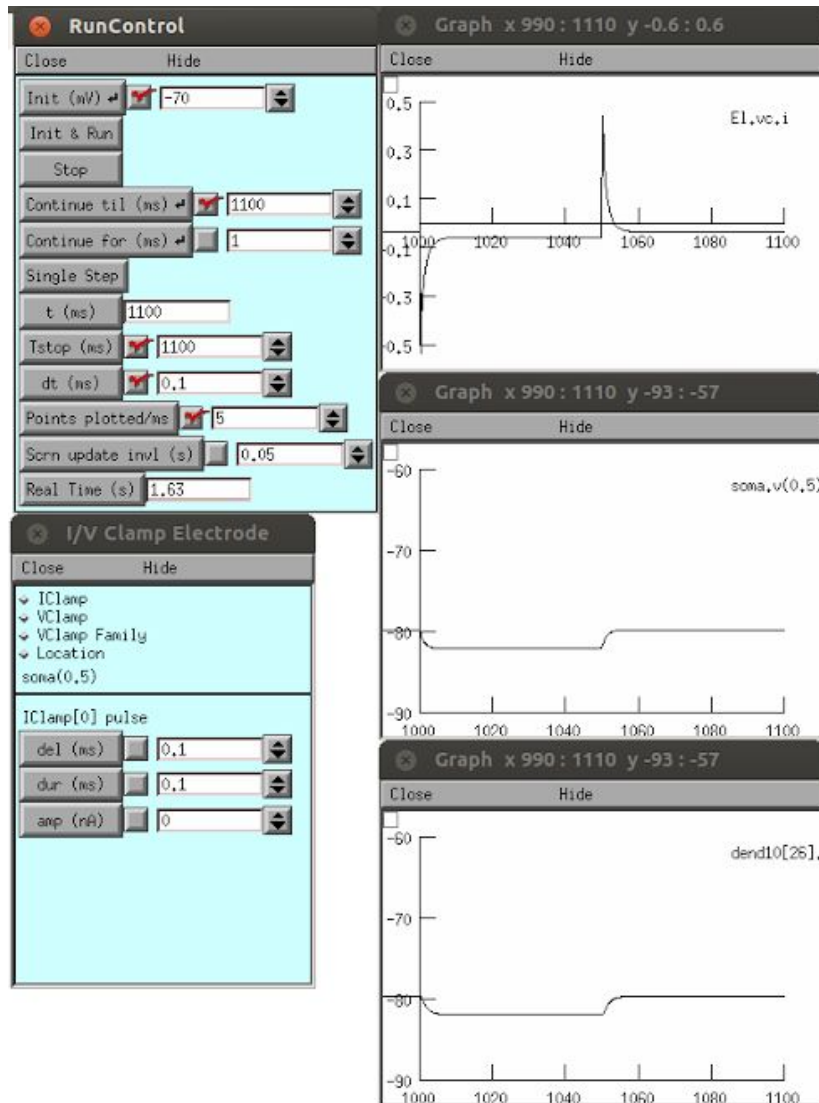 RunControl
Close Hide
Init (mV) -70
Init & Run
Stop
Continue til (ms) 1100
Continue for (ms) 1
Single Step
t (ms) 1100
Tstop (ms) 1100
dt (ms) 0.1
Points plotted/ms 5
Scrn update invl (s) 0.05
Real Time (s) 1.63
I/V Clamp Electrode
Close Hide
IClamp
VClamp
VClamp Family
Location
soma(0.5)
IClamp[0] pulse
del (ms) 0.1
dur (ms) 0.1
amp (nA) 0
Graph x 990 : 1110 y -0.6 : 0.6
Close Hide
0.5
El.vc.i
0.3
0.1
1000 1020 1040 1060 1080 1100
-0.1
-0.3
-0.5
Graph x 990 : 1110 y -93 : -57
Close Hide
-60
soma.v(0.5)
-70
-80
-90
1000 1020 1040 1060 1080 1100
Graph x 990 : 1110 y -93 : -57
Close Hide
-60
dend10[26].
-70
-80
-90
1000 1020 1040 1060 1080 1100